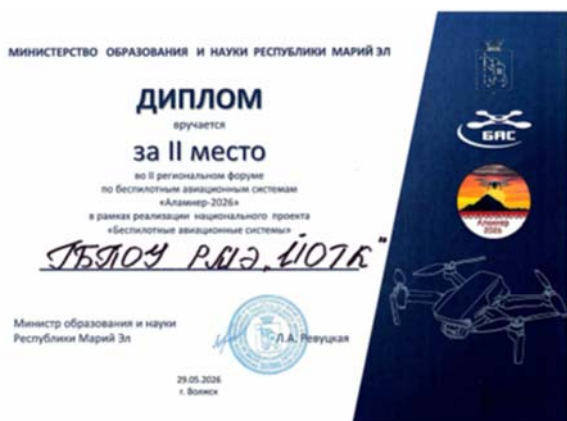 МИНИСТЕРСТВО ОБРАЗОВАНИЯ И НАУКИ РЕСПУБЛИКИ МАРИЙ ЭЛ
ДИПЛОМ
вручается
за II место
во II региональном форуме
по беспилотным авиационным системам
«Аламнер-2026»
в рамках реализации национального проекта
«Беспилотные авиационные системы»
ГБПОУ РМЭ „ЙОТК"
Министр образования и науки
Республики Марий Эл
Л.А. Ревуцкая
29.05.2026
г. Волжск
БАС
Аламнер
2026